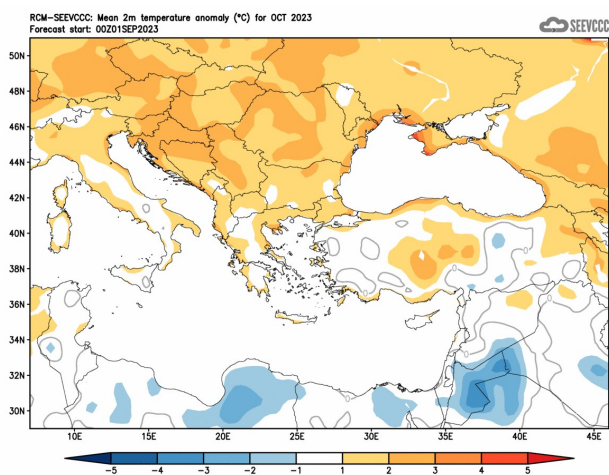 RCM-SEEVCCC: Mean 2m temperature anomaly (°C) for OCT 2023
Forecast start: 00Z01SEP2023
SEEVCCC
50N
48N
46N
44N
42N
40N
38N
36N
34N
32N
30N
10E 15E 20E 25E 30E 35E 40E 45E
-5 -4 -3 -2 -1 1 2 3 4 5